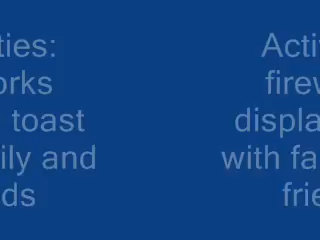 ties: Activ
orks firew
toast displa
ily and with fa
ds frie